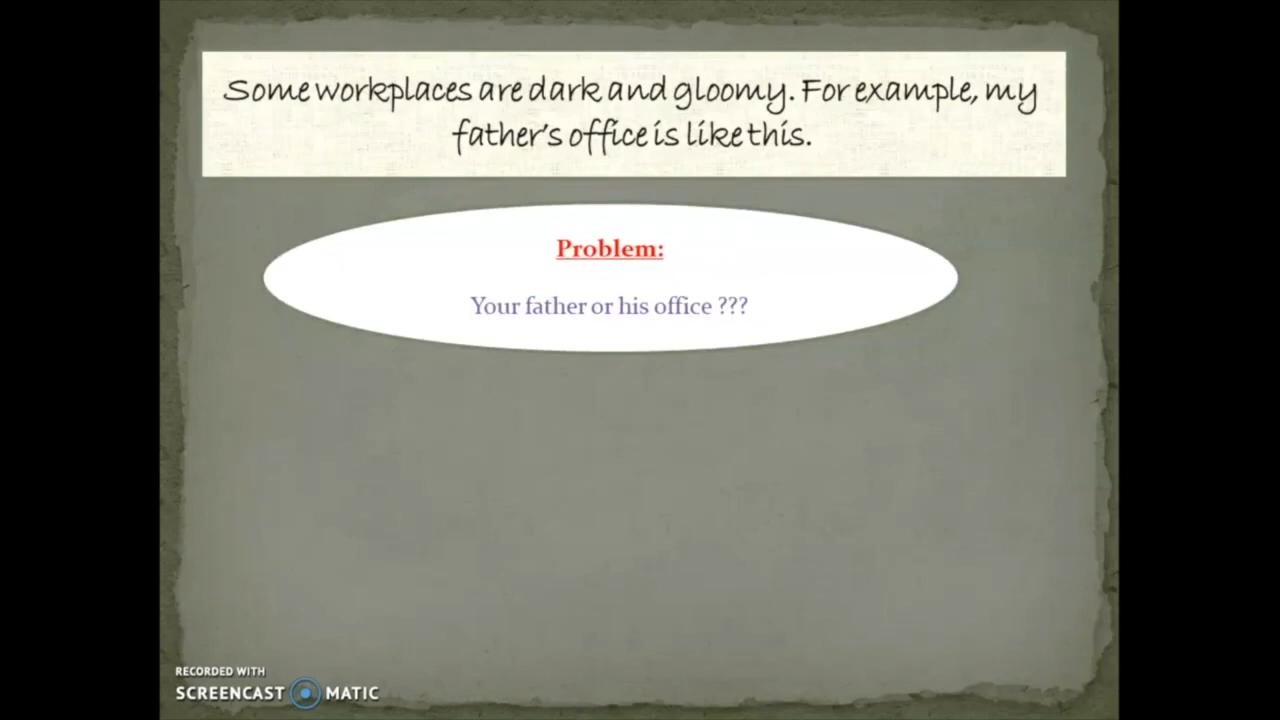 Some workplaces are dark and gloomy. For example, my
father's office is like this.
Problem:
Your father or his office ???
RECORDED WITH
SCREENCAST MATIC